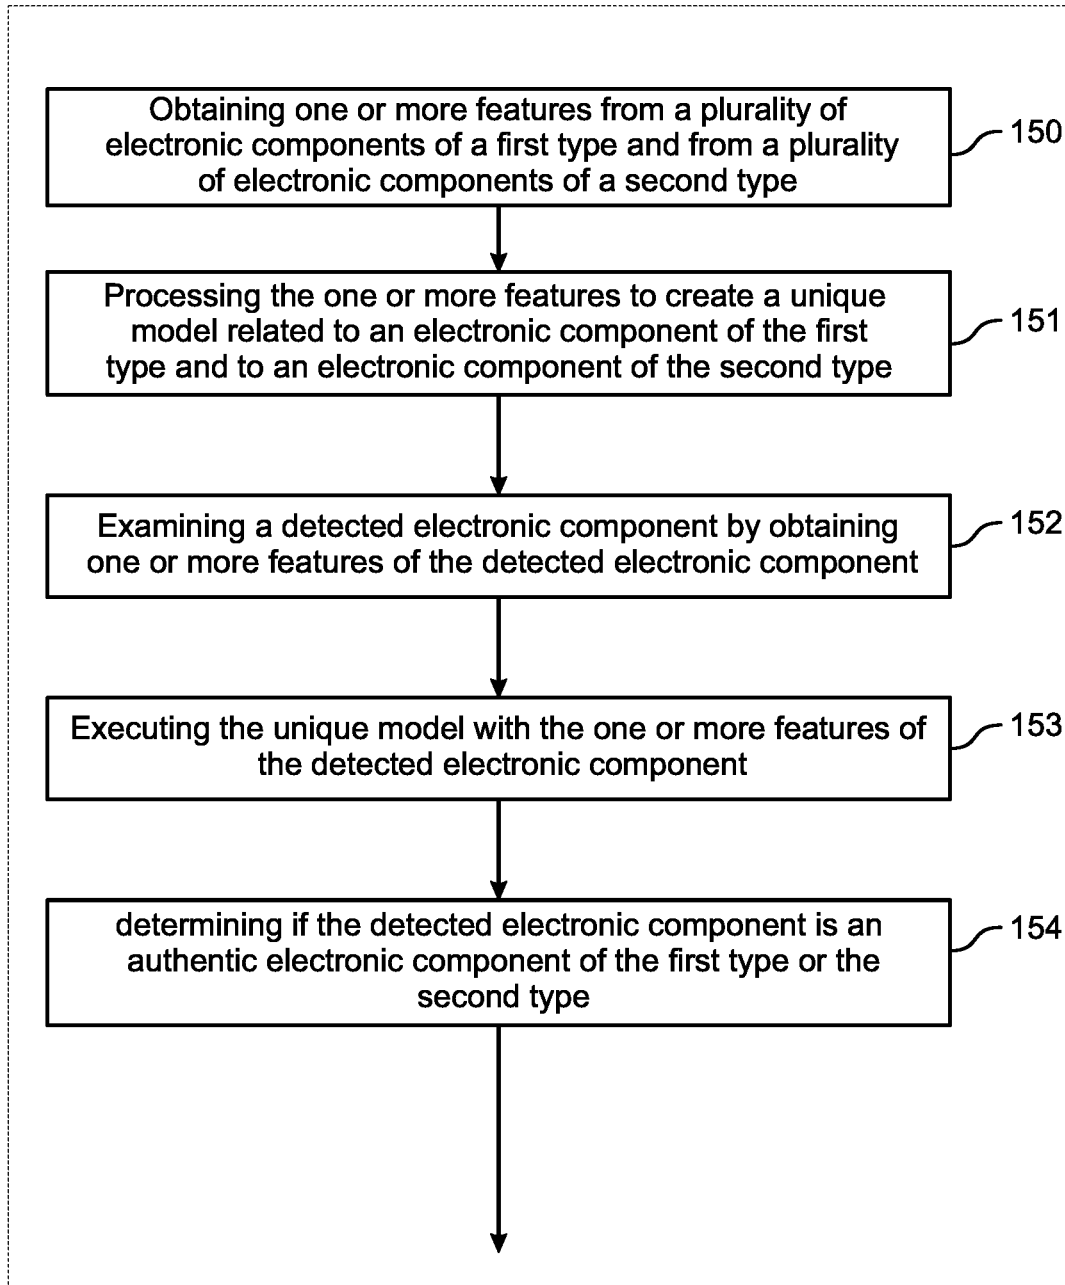 Obtaining one or more features from a plurality of
electronic components of a first type and from a plurality
of electronic components of a second type
150
Processing the one or more features to create a unique
model related to an electronic component of the first
type and to an electronic component of the second type
151
Examining a detected electronic component by obtaining
one or more features of the detected electronic component
152
Executing the unique model with the one or more features of
the detected electronic component
153
determining if the detected electronic component is an
authentic electronic component of the first type or the
second type
154